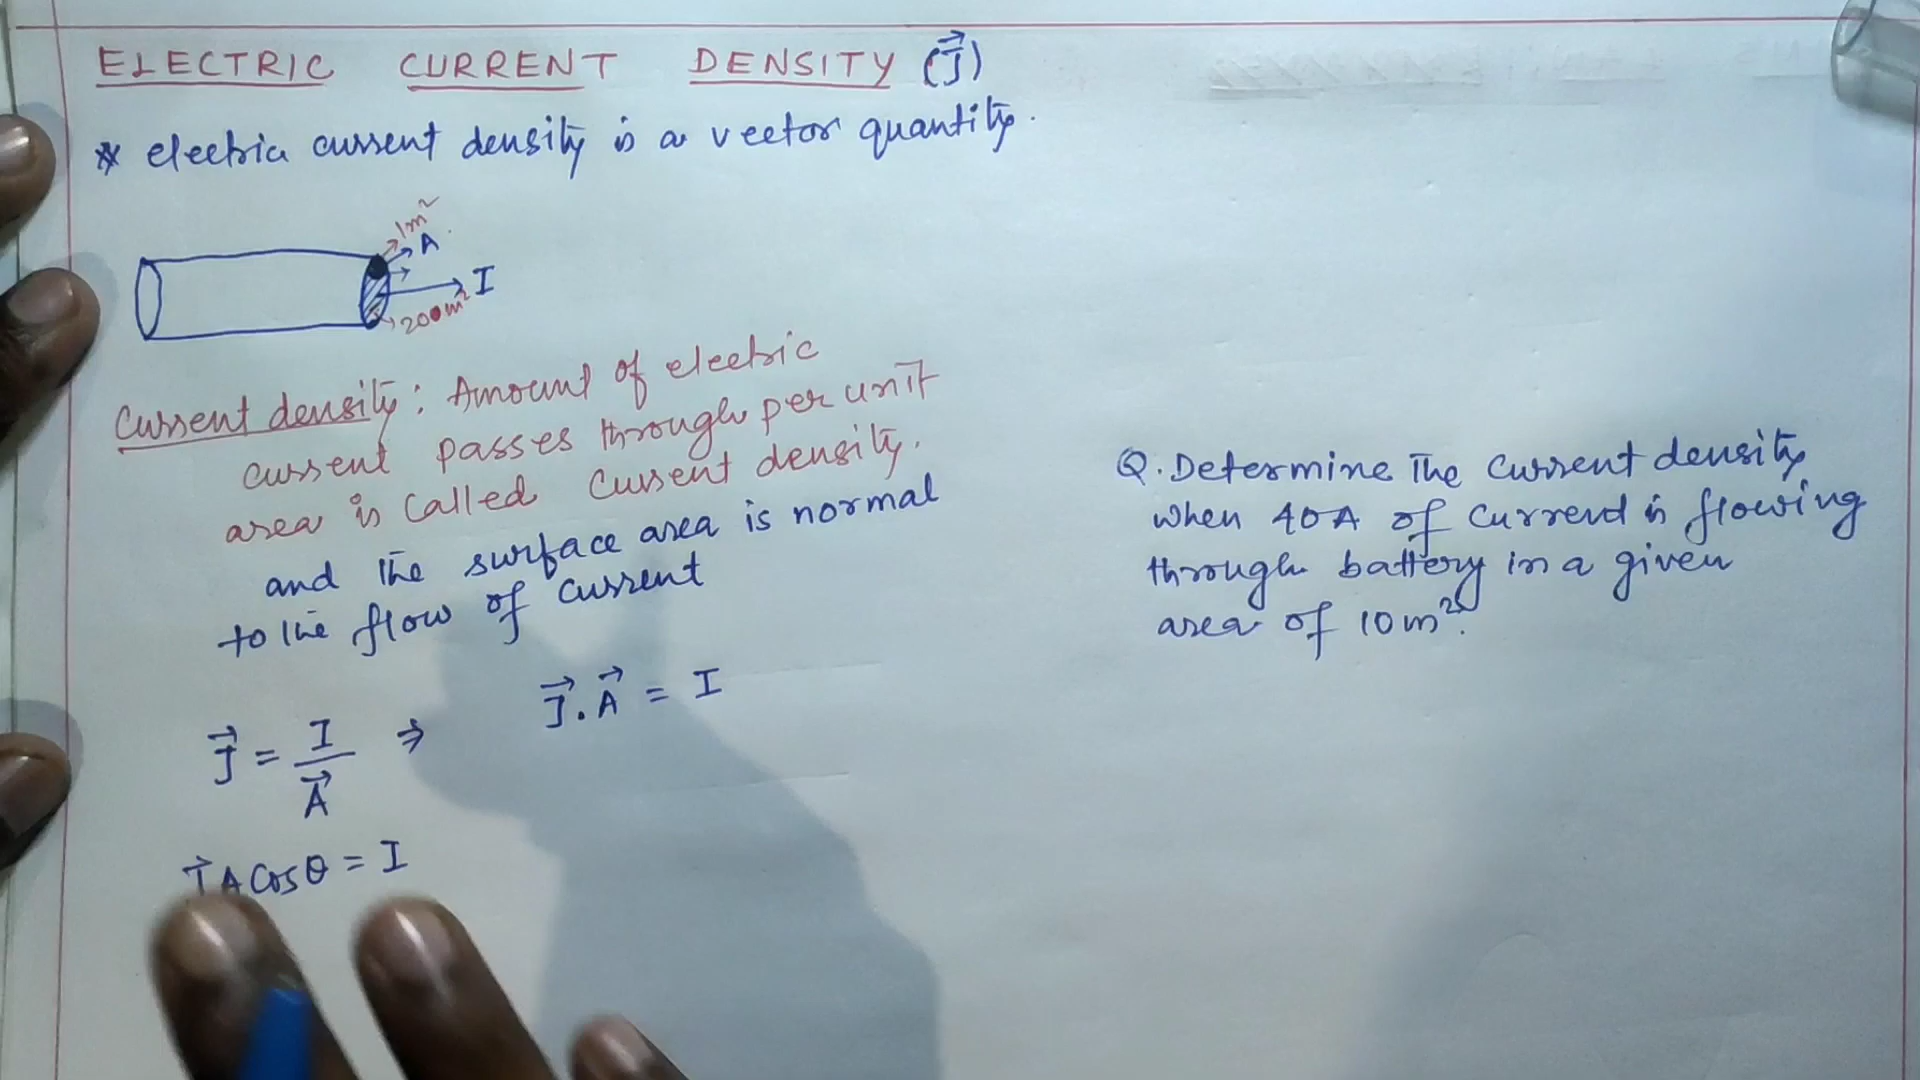 ELECTRIC CURRENT DENSITY (J⃗)
* electric current density is a vector quantity.
1m²
A
I
200m²
Current density: Amount of electric
current passes through per unit
area is called current density.
and the surface area is normal
to the flow of current
J⃗ . A⃗ = I
J⃗ = I / A⃗ ⇒
J⃗ A Cos θ = I
Q. Determine the current density
when 40A of current is flowing
through battery in a given
area of 10m².